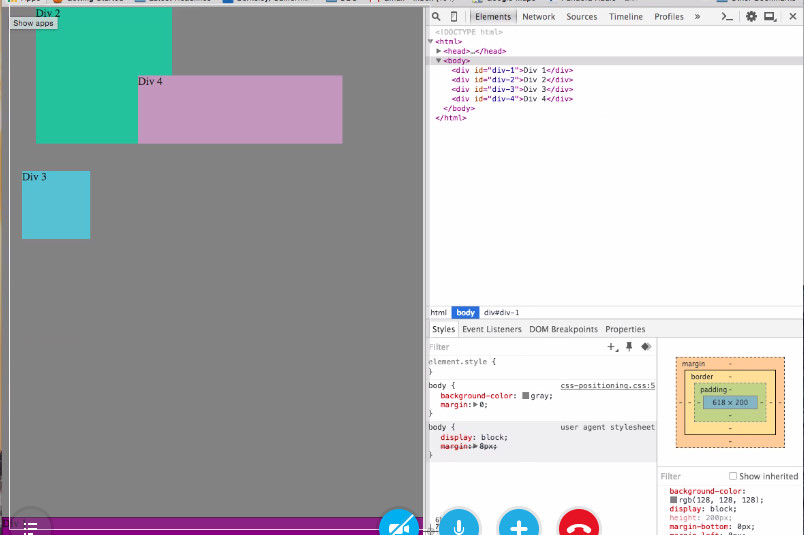 Div 2
Show apps
Div 4
Div 3
Elements Network Sources Timeline Profiles »
<!DOCTYPE html>
<html>
<head>…</head>
<body>
<div id="div-1">Div 1</div>
<div id="div-2">Div 2</div>
<div id="div-3">Div 3</div>
<div id="div-4">Div 4</div>
</body>
</html>
html body div#div-1
Styles Event Listeners DOM Breakpoints Properties
Filter
element.style {
}
body { css-positioning.css:5
background-color: gray;
margin: 0;
}
body { user agent stylesheet
display: block;
margin: 8px;
}
margin -
border -
padding -
- - - 618 × 200 - - -
-
-
-
Filter Show inherited
background-color:
rgb(128, 128, 128);
display: block;
height: 200px;
margin-bottom: 0px;